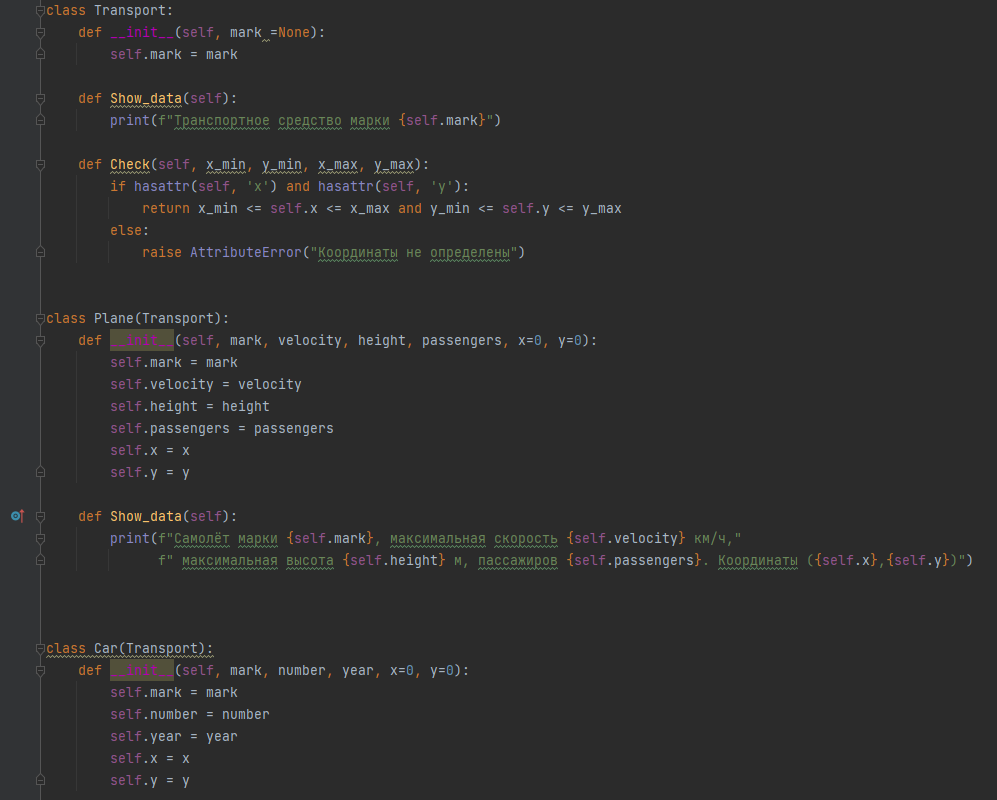 class Transport:
    def __init__(self, mark =None):
        self.mark = mark
    def Show_data(self):
        print(f"Транспортное средство марки {self.mark}")
    def Check(self, x_min, y_min, x_max, y_max):
        if hasattr(self, 'x') and hasattr(self, 'y'):
            return x_min <= self.x <= x_max and y_min <= self.y <= y_max
        else:
            raise AttributeError("Координаты не определены")
class Plane(Transport):
    def __init__(self, mark, velocity, height, passengers, x=0, y=0):
        self.mark = mark
        self.velocity = velocity
        self.height = height
        self.passengers = passengers
        self.x = x
        self.y = y
    def Show_data(self):
        print(f"Самолёт марки {self.mark}, максимальная скорость {self.velocity} км/ч,"
              f" максимальная высота {self.height} м, пассажиров {self.passengers}. Координаты ({self.x},{self.y})")
class Car(Transport):
    def __init__(self, mark, number, year, x=0, y=0):
        self.mark = mark
        self.number = number
        self.year = year
        self.x = x
        self.y = y